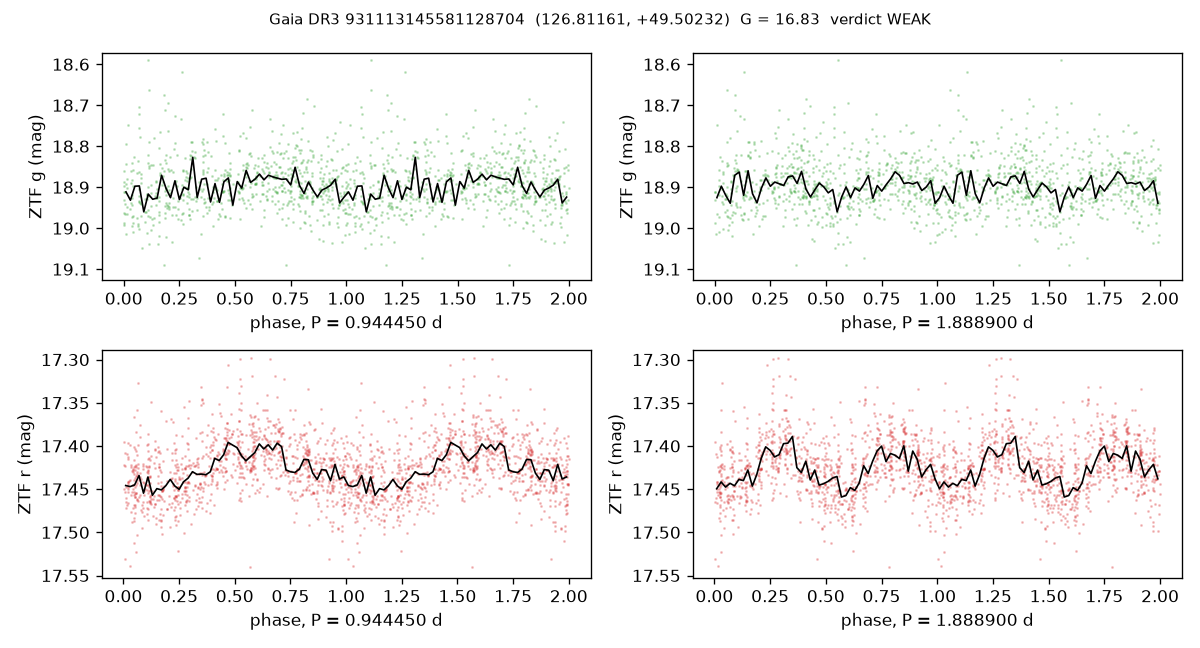 Gaia DR3 931113145581128704 (126.81161, +49.50232) G = 16.83 verdict WEAK
ZTF g (mag)
18.6
18.7
18.8
18.9
19.0
19.1
0.00 0.25 0.50 0.75 1.00 1.25 1.50 1.75 2.00
phase, P = 0.944450 d
ZTF g (mag)
18.6
18.7
18.8
18.9
19.0
19.1
0.00 0.25 0.50 0.75 1.00 1.25 1.50 1.75 2.00
phase, P = 1.888900 d
ZTF r (mag)
17.30
17.35
17.40
17.45
17.50
17.55
0.00 0.25 0.50 0.75 1.00 1.25 1.50 1.75 2.00
phase, P = 0.944450 d
ZTF r (mag)
17.30
17.35
17.40
17.45
17.50
17.55
0.00 0.25 0.50 0.75 1.00 1.25 1.50 1.75 2.00
phase, P = 1.888900 d